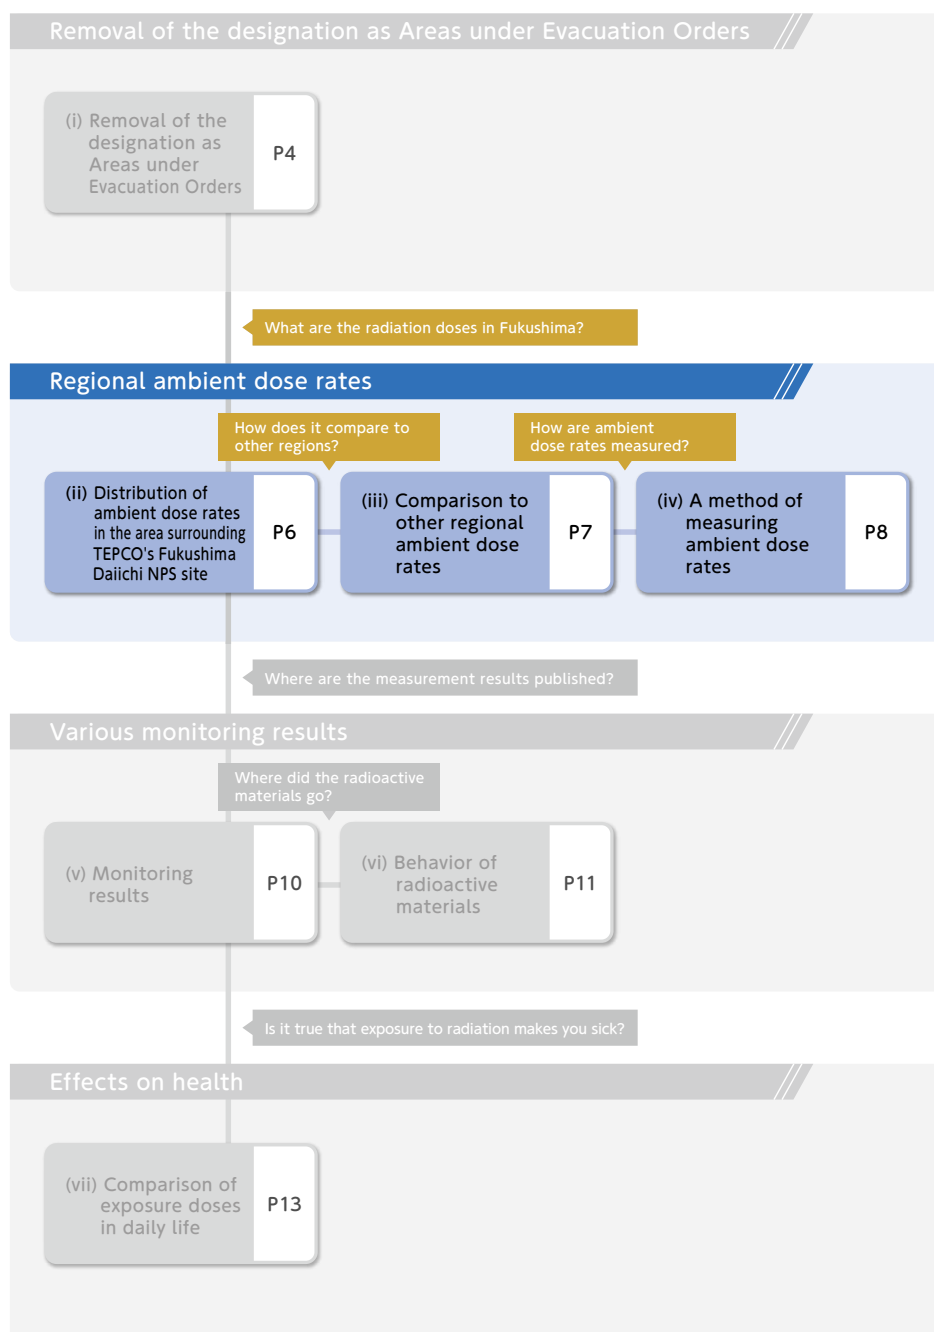 Removal of the designation as Areas under Evacuation Orders
(i) Removal of the
designation as
Areas under
Evacuation Orders
P4
What are the radiation doses in Fukushima?
Regional ambient dose rates
How does it compare to
other regions?
How are ambient
dose rates measured?
(ii) Distribution of
ambient dose rates
in the area surrounding
TEPCO's Fukushima
Daiichi NPS site
P6
(iii) Comparison to
other regional
ambient dose
rates
P7
(iv) A method of
measuring
ambient dose
rates
P8
Where are the measurement results published?
Various monitoring results
Where did the radioactive
materials go?
(v) Monitoring
results
P10
(vi) Behavior of
radioactive
materials
P11
Is it true that exposure to radiation makes you sick?
Effects on health
(vii) Comparison of
exposure doses
in daily life
P13